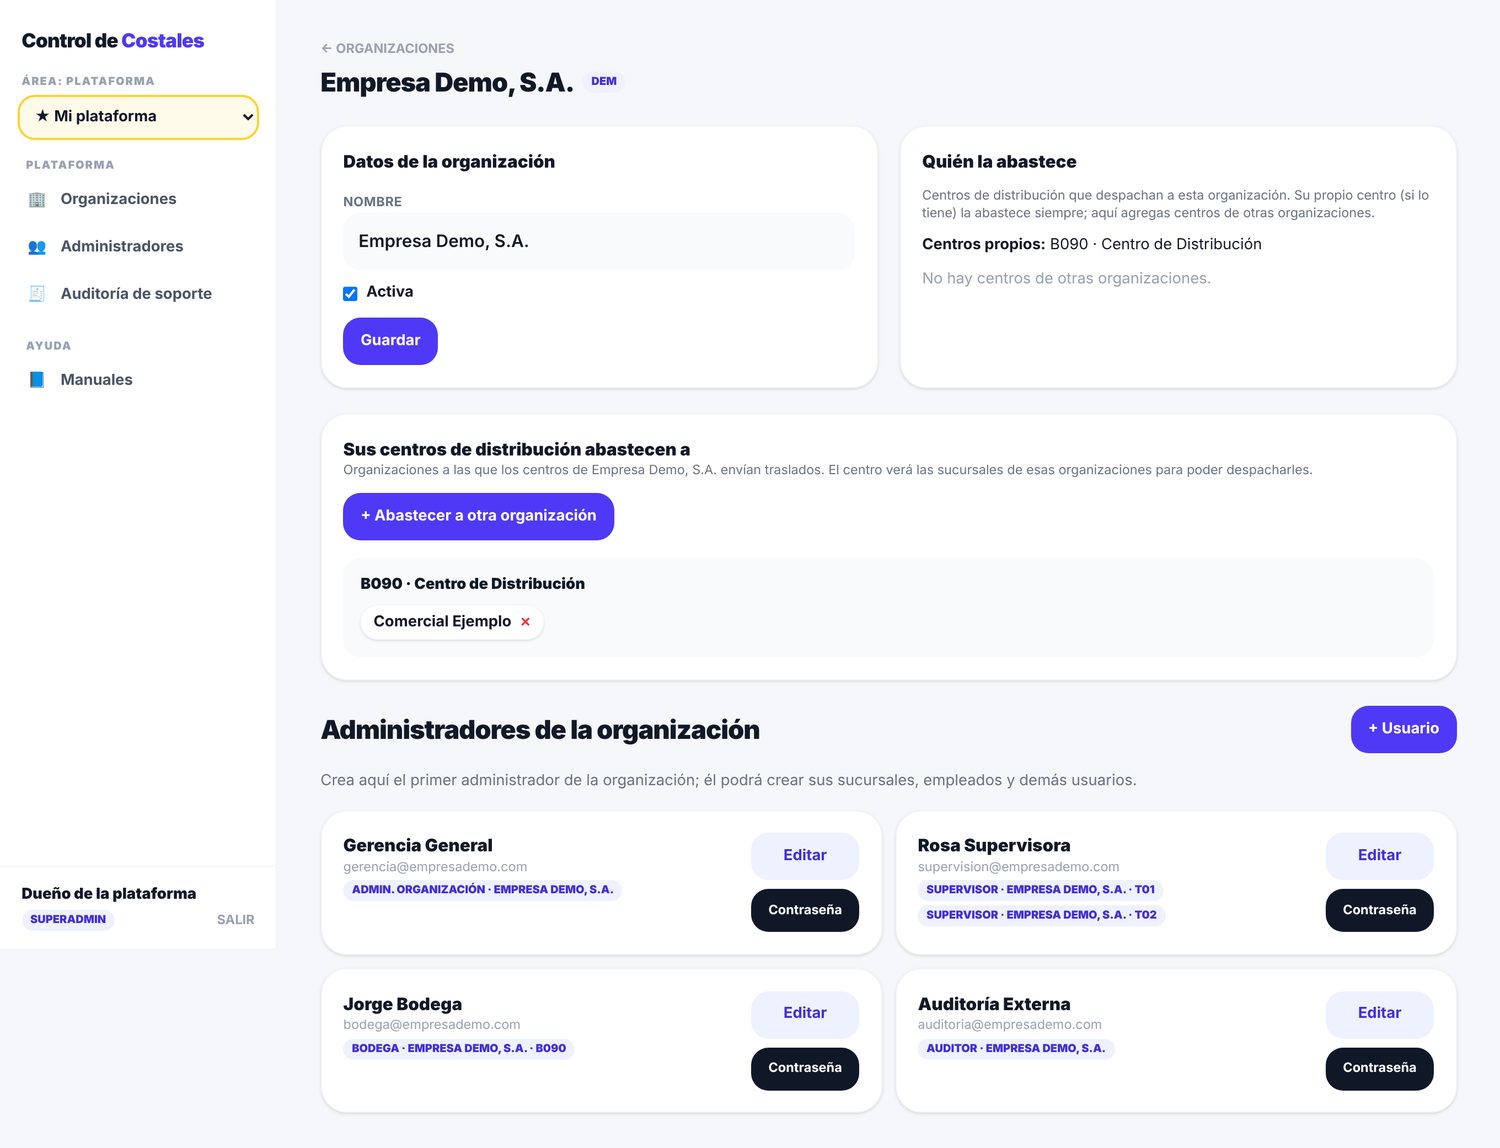 Control de Costales
ÁREA: PLATAFORMA
★ Mi plataforma
PLATAFORMA
Organizaciones
Administradores
Auditoría de soporte
AYUDA
Manuales
Dueño de la plataforma
SUPERADMIN
SALIR
← ORGANIZACIONES
Empresa Demo, S.A. DEM
Datos de la organización
NOMBRE
Empresa Demo, S.A.
Activa
Guardar
Quién la abastece
Centros de distribución que despachan a esta organización. Su propio centro (si lo
tiene) la abastece siempre; aquí agregas centros de otras organizaciones.
Centros propios: B090 · Centro de Distribución
No hay centros de otras organizaciones.
Sus centros de distribución abastecen a
Organizaciones a las que los centros de Empresa Demo, S.A. envían traslados. El centro verá las sucursales de esas organizaciones para poder despacharles.
+ Abastecer a otra organización
B090 · Centro de Distribución
Comercial Ejemplo ×
Administradores de la organización
+ Usuario
Crea aquí el primer administrador de la organización; él podrá crear sus sucursales, empleados y demás usuarios.
Gerencia General
gerencia@empresademo.com
ADMIN. ORGANIZACIÓN · EMPRESA DEMO, S.A.
Editar
Contraseña
Rosa Supervisora
supervision@empresademo.com
SUPERVISOR · EMPRESA DEMO, S.A. · T01
SUPERVISOR · EMPRESA DEMO, S.A. · T02
Editar
Contraseña
Jorge Bodega
bodega@empresademo.com
BODEGA · EMPRESA DEMO, S.A. · B090
Editar
Contraseña
Auditoría Externa
auditoria@empresademo.com
AUDITOR · EMPRESA DEMO, S.A.
Editar
Contraseña